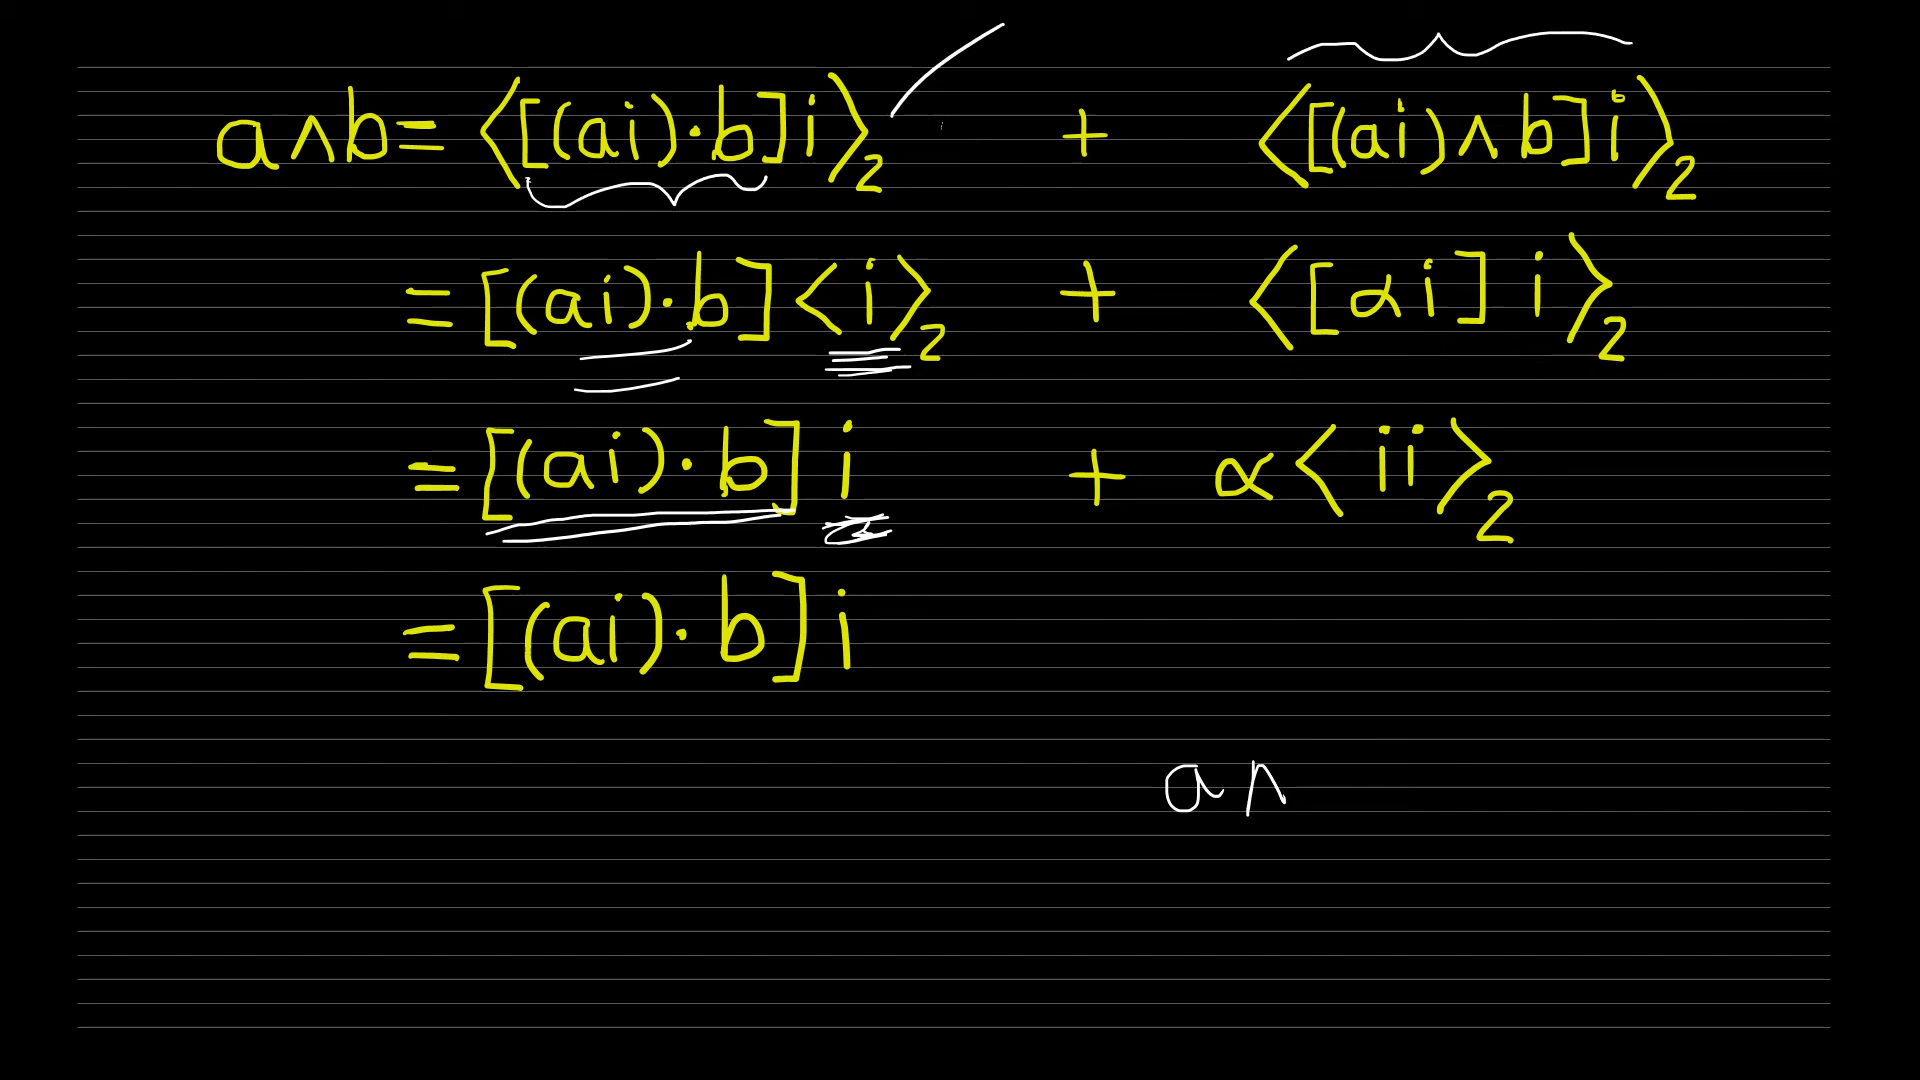 a∧b = ⟨[(ai)·b]i⟩₂ + ⟨[(ai)∧b]i⟩₂
= [(ai)·b]⟨i⟩₂ + ⟨[αi]i⟩₂
= [(ai)·b]i + α⟨ii⟩₂
= [(ai)·b]i
a∧